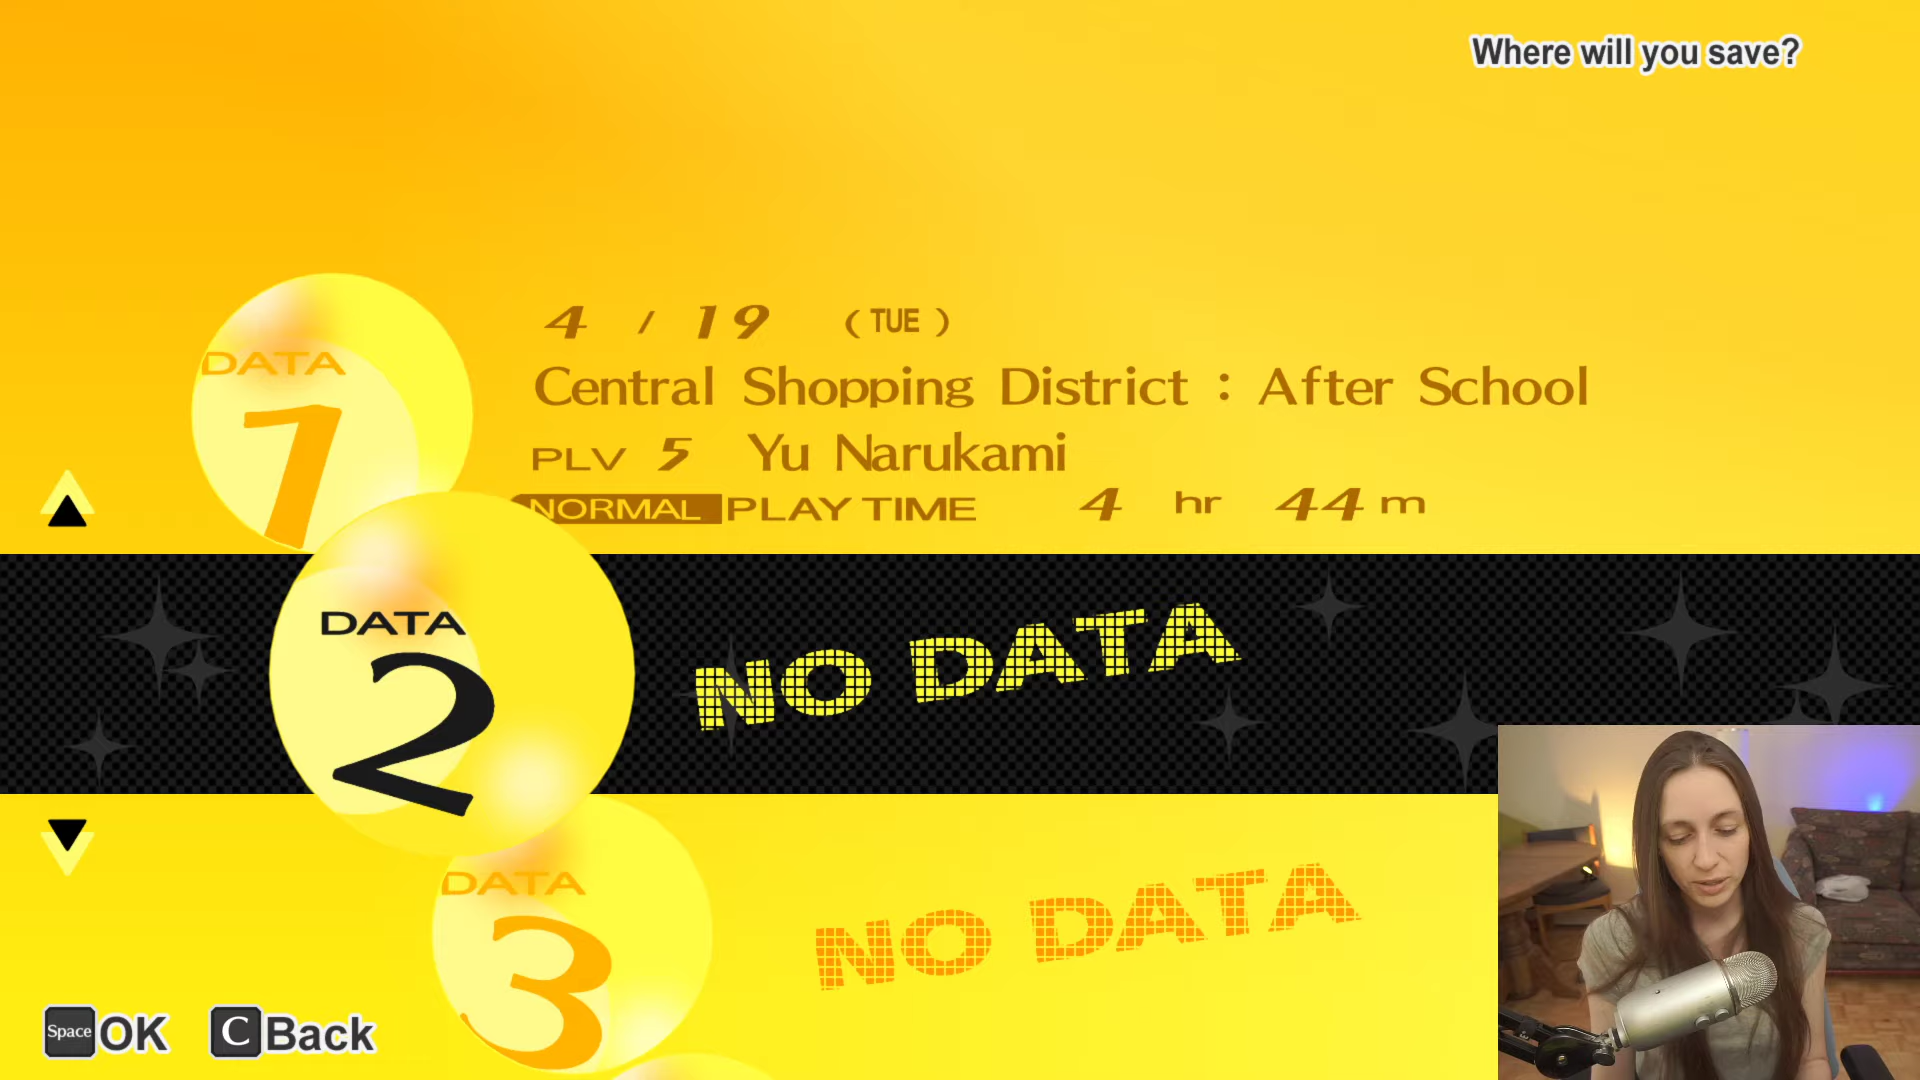 Where will you save?
4 / 19 (TUE)
DATA
1
Central Shopping District : After School
PLV 5 Yu Narukami
NORMAL PLAY TIME 4 hr 44 m
DATA
2
NO DATA
DATA
3
NO DATA
Space OK C Back